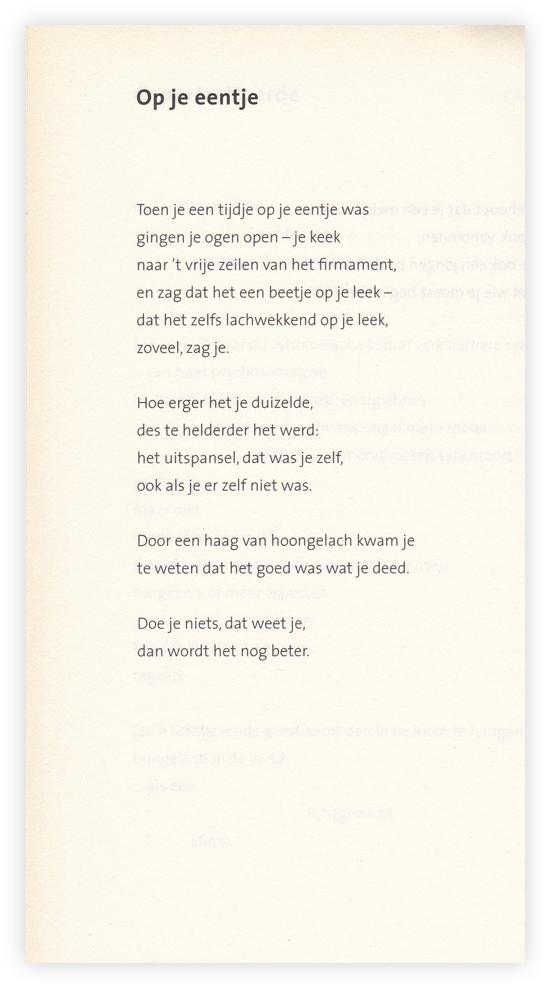 Op je eentje
Toen je een tijdje op je eentje was
gingen je ogen open – je keek
naar 't vrije zeilen van het firmament,
en zag dat het een beetje op je leek –
dat het zelfs lachwekkend op je leek,
zoveel, zag je.
Hoe erger het je duizelde,
des te helderder het werd:
het uitspansel, dat was je zelf,
ook als je er zelf niet was.
Door een haag van hoongelach kwam je
te weten dat het goed was wat je deed.
Doe je niets, dat weet je,
dan wordt het nog beter.